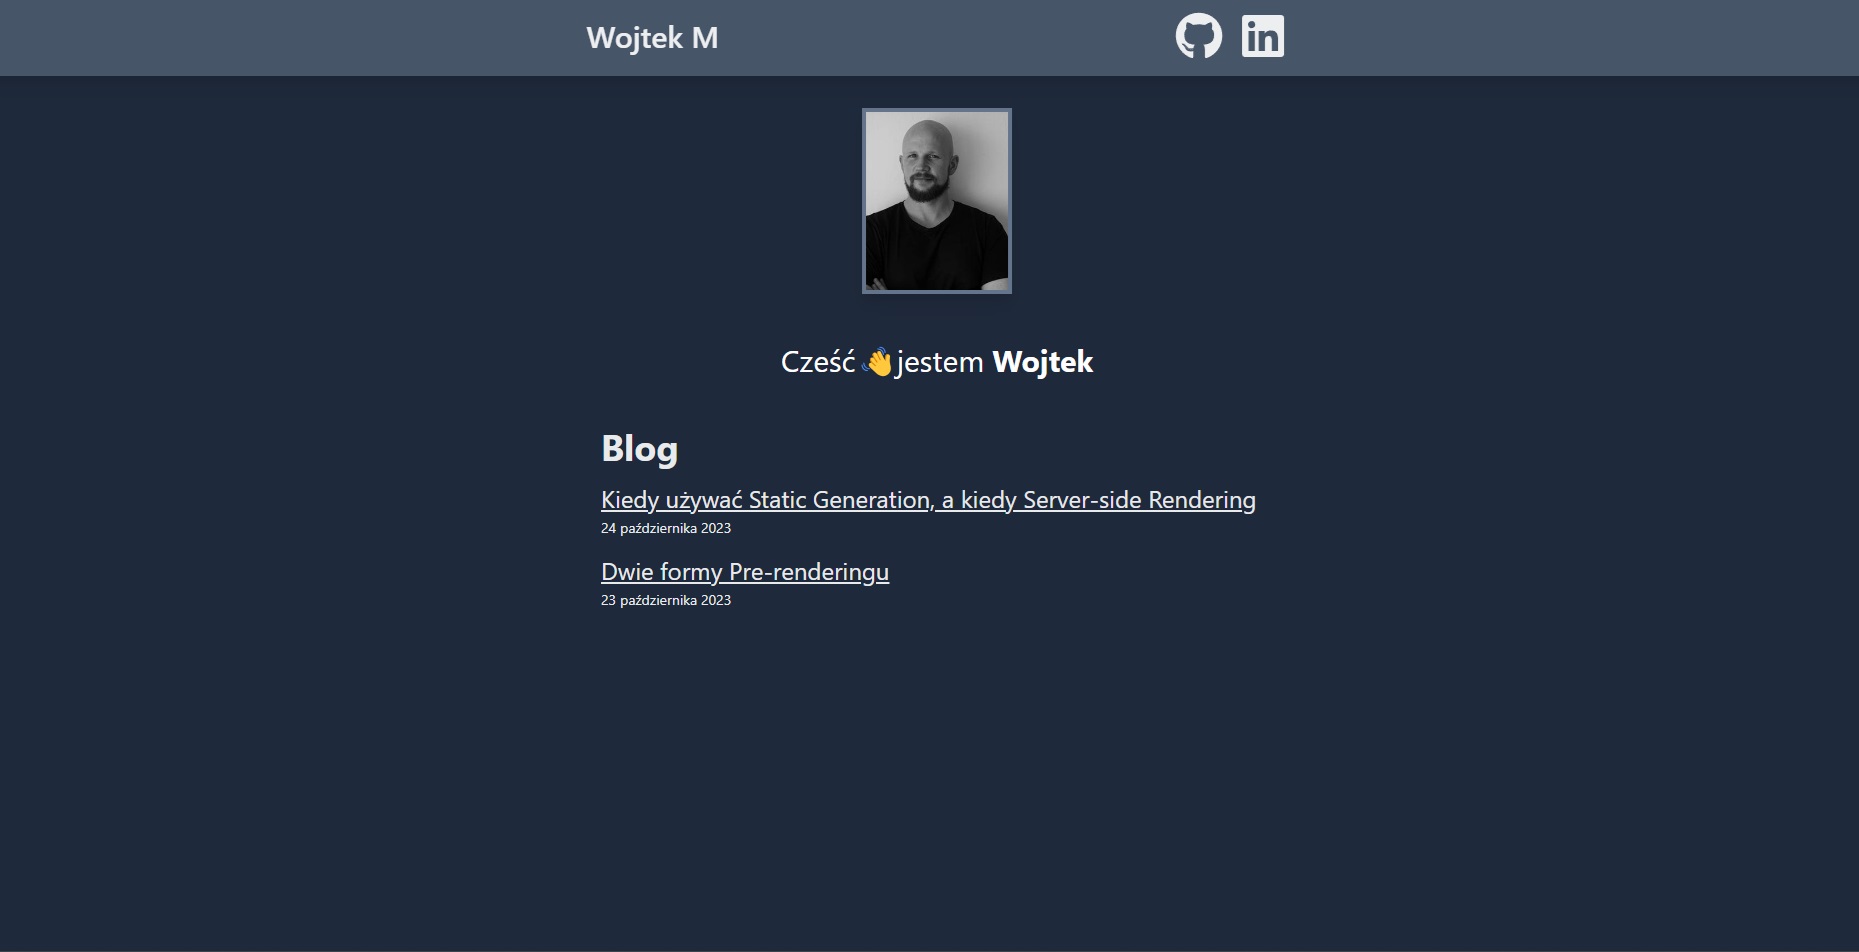 Wojtek M
in
Cześć 👋 jestem Wojtek
Blog
Kiedy używać Static Generation, a kiedy Server-side Rendering
24 października 2023
Dwie formy Pre-renderingu
23 października 2023